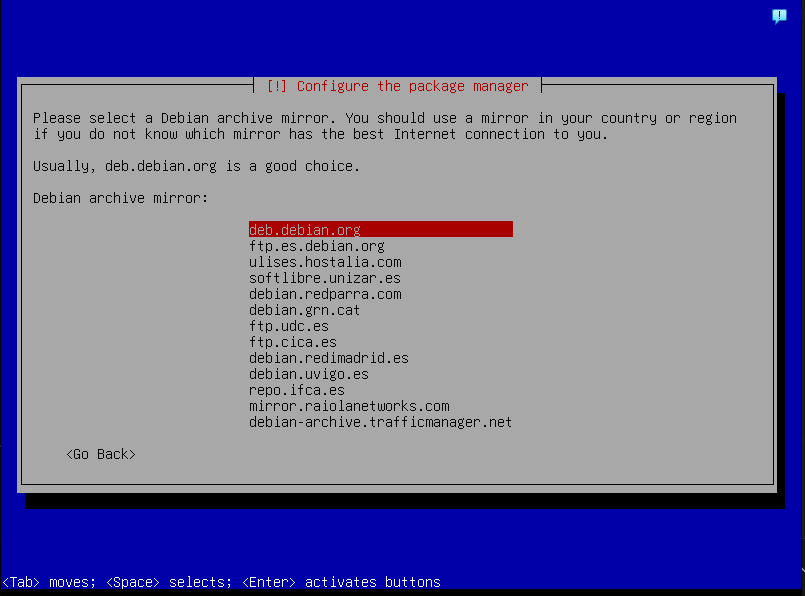 [!] Configure the package manager
Please select a Debian archive mirror. You should use a mirror in your country or region
if you do not know which mirror has the best Internet connection to you.
Usually, deb.debian.org is a good choice.
Debian archive mirror:
deb.debian.org
ftp.es.debian.org
ulises.hostalia.com
softlibre.unizar.es
debian.redparra.com
debian.grn.cat
ftp.udc.es
ftp.cica.es
debian.redimadrid.es
debian.uvigo.es
repo.ifca.es
mirror.raiolanetworks.com
debian-archive.trafficmanager.net
<Go Back>
<Tab> moves; <Space> selects; <Enter> activates buttons